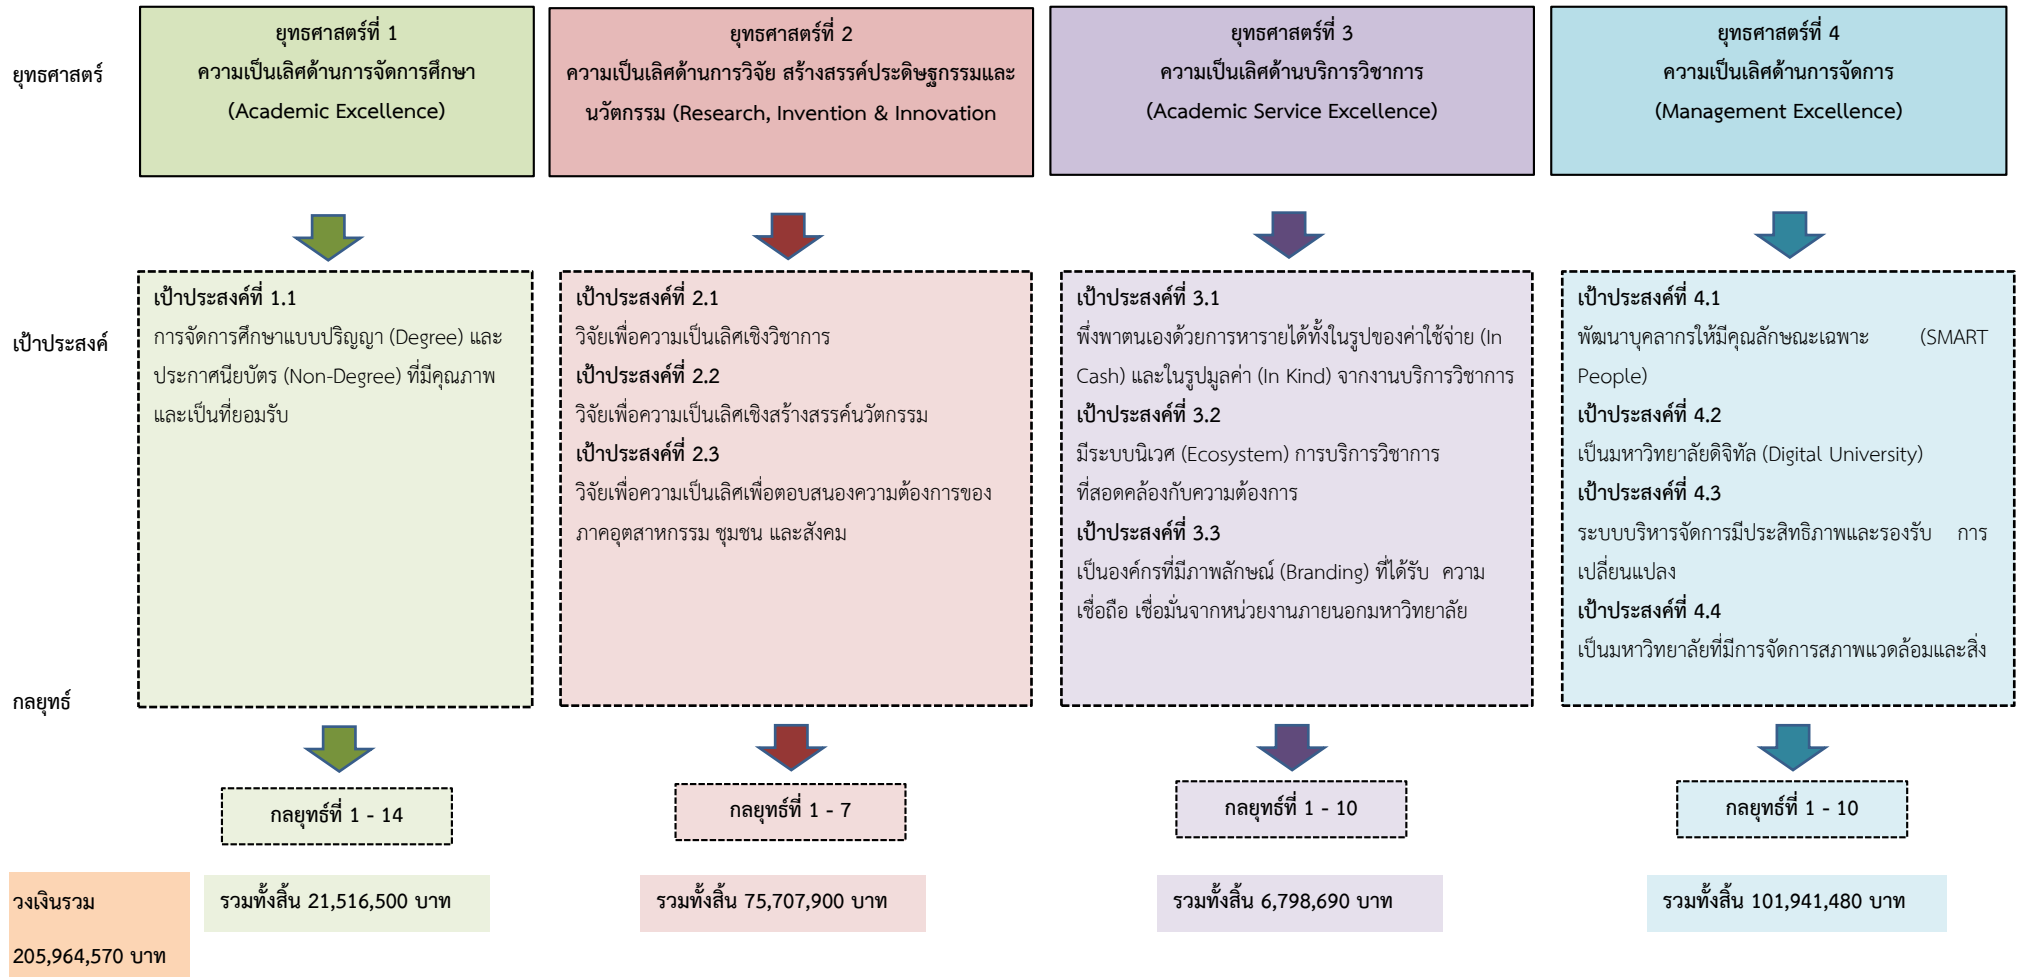 ยุทธศาสตร์
ยุทธศาสตร์ที่ 1
ความเป็นเลิศด้านการจัดการศึกษา
(Academic Excellence)
ยุทธศาสตร์ที่ 2
ความเป็นเลิศด้านการวิจัย สร้างสรรค์ประดิษฐกรรมและ
นวัตกรรม (Research, Invention & Innovation
ยุทธศาสตร์ที่ 3
ความเป็นเลิศด้านบริการวิชาการ
(Academic Service Excellence)
ยุทธศาสตร์ที่ 4
ความเป็นเลิศด้านการจัดการ
(Management Excellence)
เป้าประสงค์
เป้าประสงค์ที่ 1.1
การจัดการศึกษาแบบปริญญา (Degree) และ
ประกาศนียบัตร (Non-Degree) ที่มีคุณภาพ
และเป็นที่ยอมรับ
เป้าประสงค์ที่ 2.1
วิจัยเพื่อความเป็นเลิศเชิงวิชาการ
เป้าประสงค์ที่ 2.2
วิจัยเพื่อความเป็นเลิศเชิงสร้างสรรค์นวัตกรรม
เป้าประสงค์ที่ 2.3
วิจัยเพื่อความเป็นเลิศเพื่อตอบสนองความต้องการของ
ภาคอุตสาหกรรม ชุมชน และสังคม
เป้าประสงค์ที่ 3.1
พึ่งพาตนเองด้วยการหารายได้ทั้งในรูปของค่าใช้จ่าย (In
Cash) และในรูปมูลค่า (In Kind) จากงานบริการวิชาการ
เป้าประสงค์ที่ 3.2
มีระบบนิเวศ (Ecosystem) การบริการวิชาการ
ที่สอดคล้องกับความต้องการ
เป้าประสงค์ที่ 3.3
เป็นองค์กรที่มีภาพลักษณ์ (Branding) ที่ได้รับ ความ
เชื่อถือ เชื่อมั่นจากหน่วยงานภายนอกมหาวิทยาลัย
เป้าประสงค์ที่ 4.1
พัฒนาบุคลากรให้มีคุณลักษณะเฉพาะ (SMART
People)
เป้าประสงค์ที่ 4.2
เป็นมหาวิทยาลัยดิจิทัล (Digital University)
เป้าประสงค์ที่ 4.3
ระบบบริหารจัดการมีประสิทธิภาพและรองรับ การ
เปลี่ยนแปลง
เป้าประสงค์ที่ 4.4
เป็นมหาวิทยาลัยที่มีการจัดการสภาพแวดล้อมและสิ่ง
กลยุทธ์
กลยุทธ์ที่ 1 - 14
กลยุทธ์ที่ 1 - 7
กลยุทธ์ที่ 1 - 10
กลยุทธ์ที่ 1 - 10
วงเงินรวม
205,964,570 บาท
รวมทั้งสิ้น 21,516,500 บาท
รวมทั้งสิ้น 75,707,900 บาท
รวมทั้งสิ้น 6,798,690 บาท
รวมทั้งสิ้น 101,941,480 บาท